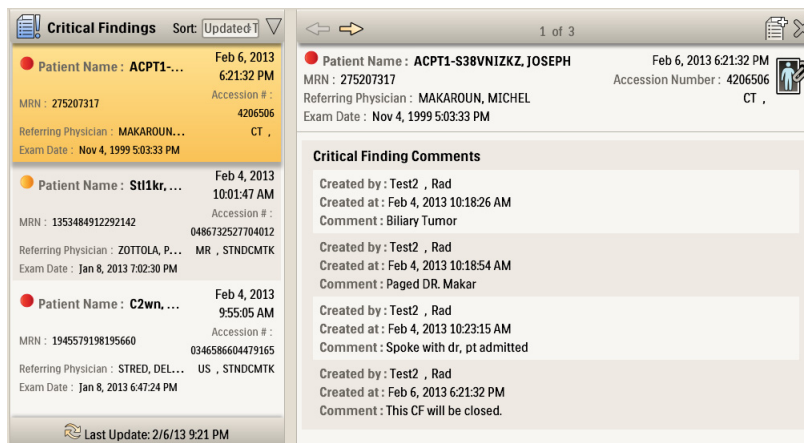 Critical Findings Sort: Updated T
Patient Name : ACPT1-... Feb 6, 2013
6:21:32 PM
MRN : 275207317 Accession # :
4206506
Referring Physician : MAKAROUN... CT ,
Exam Date : Nov 4, 1999 5:03:33 PM
Patient Name : Stl1kr, ... Feb 4, 2013
10:01:47 AM
MRN : 1353484912292142 Accession # :
0486732527704012
Referring Physician : ZOTTOLA, P... MR , STNDCMTK
Exam Date : Jan 8, 2013 7:02:30 PM
Patient Name : C2wn, ... Feb 4, 2013
9:55:05 AM
MRN : 1945579198195660 Accession # :
0346586604479165
Referring Physician : STRED, DEL... US , STNDCMTK
Exam Date : Jan 8, 2013 6:47:24 PM
Last Update: 2/6/13 9:21 PM
1 of 3
Patient Name : ACPT1-S38VNIZKZ, JOSEPH Feb 6, 2013 6:21:32 PM
MRN : 275207317 Accession Number : 4206506
Referring Physician : MAKAROUN, MICHEL CT ,
Exam Date : Nov 4, 1999 5:03:33 PM
Critical Finding Comments
Created by : Test2 , Rad
Created at : Feb 4, 2013 10:18:26 AM
Comment : Biliary Tumor
Created by : Test2 , Rad
Created at : Feb 4, 2013 10:18:54 AM
Comment : Paged DR. Makar
Created by : Test2 , Rad
Created at : Feb 4, 2013 10:23:15 AM
Comment : Spoke with dr, pt admitted
Created by : Test2 , Rad
Created at : Feb 6, 2013 6:21:32 PM
Comment : This CF will be closed.